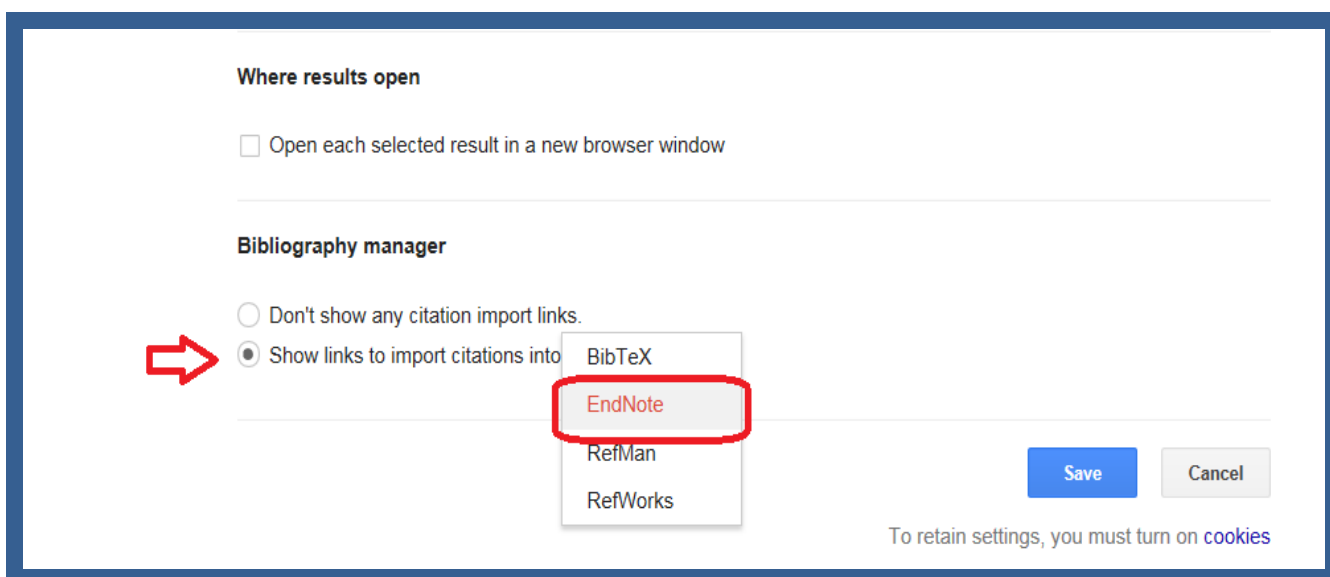 Where results open
Open each selected result in a new browser window
Bibliography manager
Don't show any citation import links.
Show links to import citations into
BibTeX
EndNote
RefMan
RefWorks
Save Cancel
To retain settings, you must turn on cookies